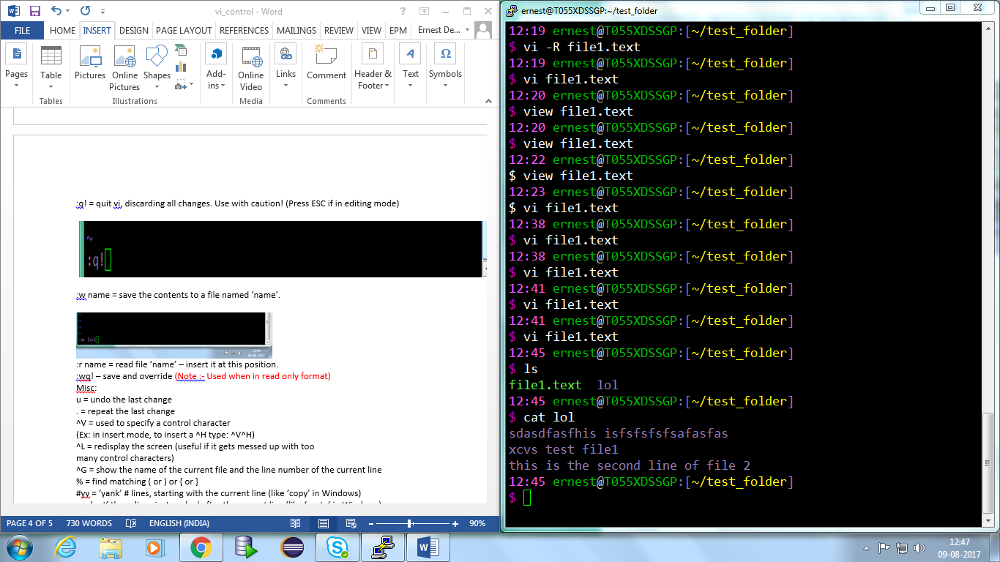 vi_control - Word
FILE HOME INSERT DESIGN PAGE LAYOUT REFERENCES MAILINGS REVIEW VIEW EPM Ernest De...
Pages Table Pictures Online Pictures Shapes Add-ins Online Video Links Comment Header & Footer Text Symbols
Tables Illustrations Media Comments
:q! = quit vi, discarding all changes. Use with caution! (Press ESC if in editing mode)
~
:q!
:w name = save the contents to a file named ‘name’.
:w lol
12:46
09-08-2017
:r name = read file ‘name’ – insert it at this position.
:wq! – save and override (Note :- Used when in read only format)
Misc:
u = undo the last change
. = repeat the last change
^V = used to specify a control character
(Ex: in insert mode, to insert a ^H type: ^V^H)
^L = redisplay the screen (useful if it gets messed up with too
many control characters)
^G = show the name of the current file and the line number of the current line
% = find matching ( or ) or { or }
#yy = ‘yank’ # lines, starting with the current line (like ‘copy’ in Windows)
PAGE 4 OF 5 730 WORDS ENGLISH (INDIA) 90%
ernest@T055XDSSGP:~/test_folder
12:19 ernest@T055XDSSGP:[~/test_folder]
$ vi -R file1.text
12:19 ernest@T055XDSSGP:[~/test_folder]
$ vi file1.text
12:20 ernest@T055XDSSGP:[~/test_folder]
$ view file1.text
12:20 ernest@T055XDSSGP:[~/test_folder]
$ view file1.text
12:22 ernest@T055XDSSGP:[~/test_folder]
$ view file1.text
12:23 ernest@T055XDSSGP:[~/test_folder]
$ vi file1.text
12:38 ernest@T055XDSSGP:[~/test_folder]
$ vi file1.text
12:38 ernest@T055XDSSGP:[~/test_folder]
$ vi file1.text
12:41 ernest@T055XDSSGP:[~/test_folder]
$ vi file1.text
12:41 ernest@T055XDSSGP:[~/test_folder]
$ vi file1.text
12:45 ernest@T055XDSSGP:[~/test_folder]
$ ls
file1.text lol
12:45 ernest@T055XDSSGP:[~/test_folder]
$ cat lol
sdasdfasfhis isfsfsfsfsafasfas
xcvs test file1
this is the second line of file 2
12:45 ernest@T055XDSSGP:[~/test_folder]
$
12:47
09-08-2017